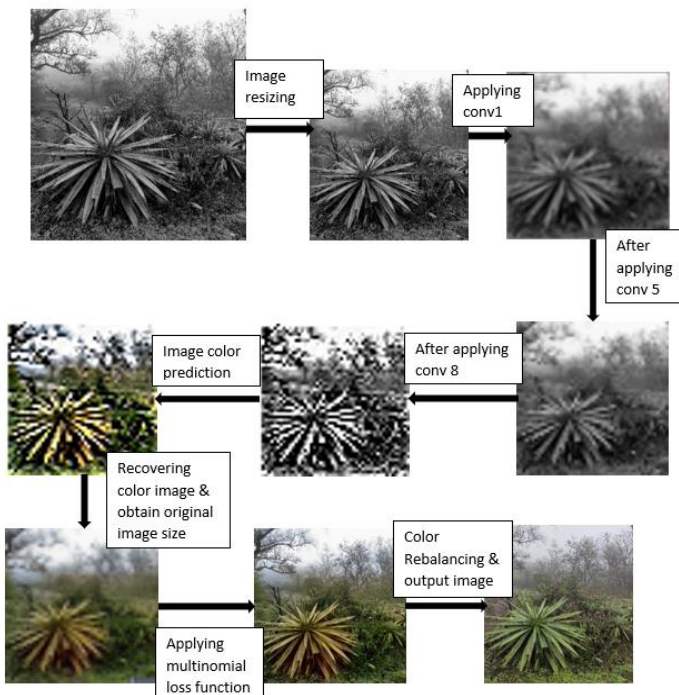 Image
resizing
Applying
conv1
After
applying
conv 5
After applying
conv 8
Image color
prediction
Recovering
color image &
obtain original
image size
Applying
multinomial
loss function
Color
Rebalancing &
output image